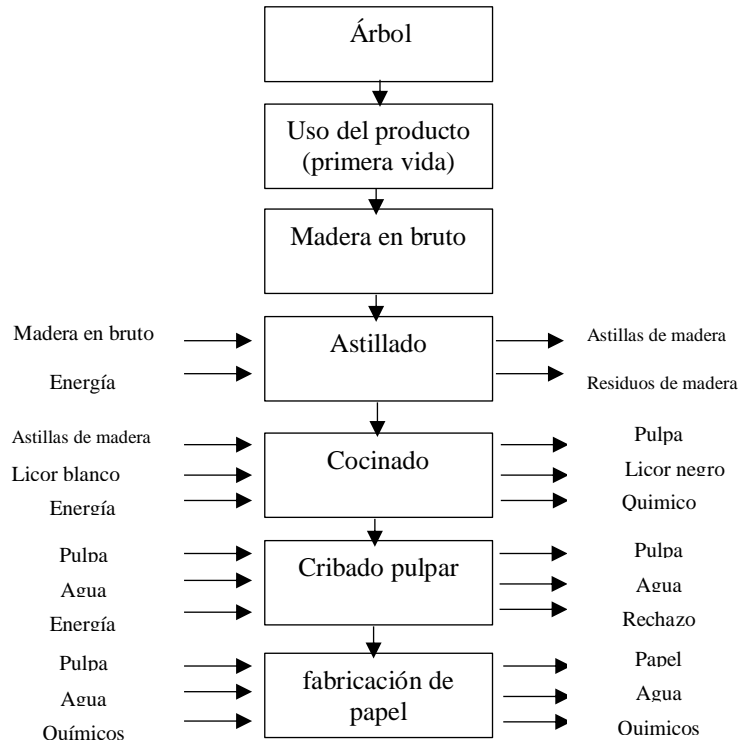 Árbol
Uso del producto
(primera vida)
Madera en bruto
Madera en bruto
Energía
Astillado
Astillas de madera
Residuos de madera
Astillas de madera
Licor blanco
Energía
Cocinado
Pulpa
Licor negro
Quimico
Pulpa
Agua
Energía
Cribado pulpar
Pulpa
Agua
Rechazo
Pulpa
Agua
Químicos
fabricación de
papel
Papel
Agua
Quimicos